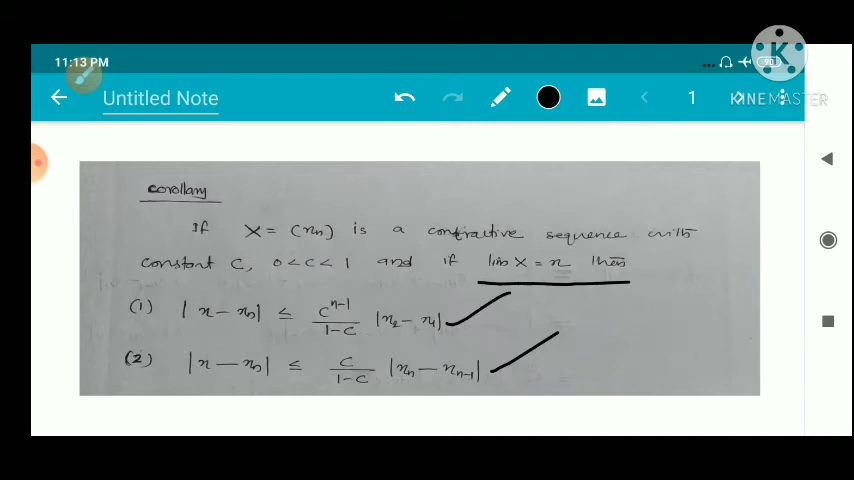 11:13 PM
90
Untitled Note
1
K
KINEMASTER
Corollary
If X = (xn) is a contractive sequence with
constant C, 0 < C < 1 and if lim X = x then
(1) |x - xn| ≤ C^(n-1)/(1-C) |x2 - x1|
(2) |x - xn| ≤ C/(1-C) |xn - xn-1|